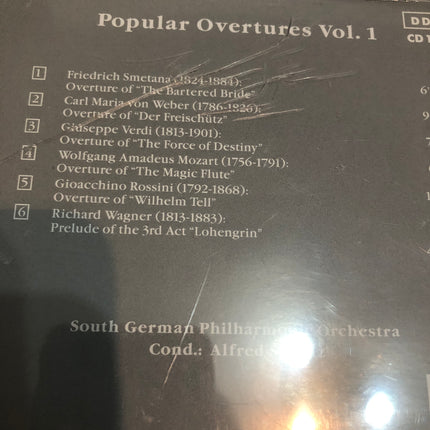 Popular Overtures Vol. 1
D D
CD
1 Friedrich Smetana (1824-1884):
Overture of "The Bartered Bride"
2 Carl Maria von Weber (1786-1826):
Overture of "Der Freischütz"
3 Giuseppe Verdi (1813-1901):
Overture of "The Force of Destiny"
4 Wolfgang Amadeus Mozart (1756-1791):
Overture of "The Magic Flute"
5 Gioacchino Rossini (1792-1868):
Overture of "Wilhelm Tell"
6 Richard Wagner (1813-1883):
Prelude of the 3rd Act "Lohengrin"
South German Philharmonic Orchestra
Cond.: Alfred